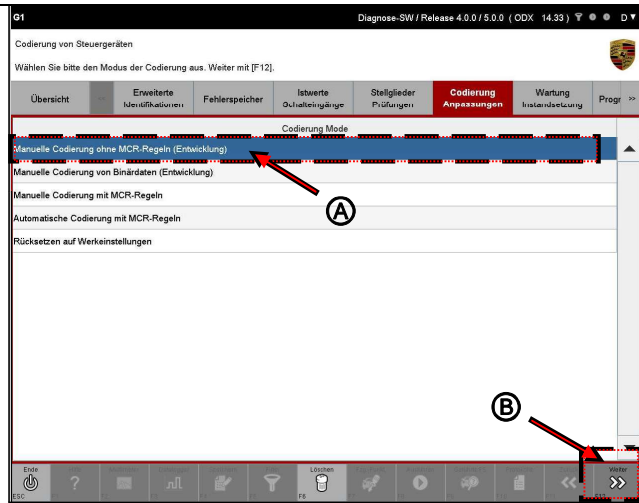 G1
Diagnose-SW / Release 4.0.0 / 5.0.0 ( ODX 14.33 ) D
Codierung von Steuergeräten
Wählen Sie bitte den Modus der Codierung aus. Weiter mit [F12].
Übersicht
Erweiterte Identifikationen
Fehlerspeicher
Istwerte Schalteingänge
Stellglieder Prüfungen
Codierung Anpassungen
Wartung Instandsetzung
Progr
Codierung Mode
Manuelle Codierung ohne MCR-Regeln (Entwicklung)
Manuelle Codierung von Binärdaten (Entwicklung)
Manuelle Codierung mit MCR-Regeln
A
Automatische Codierung mit MCR-Regeln
Rücksetzen auf Werkeinstellungen
B
Ende
ESC
Löschen
F8
Weiter
F12